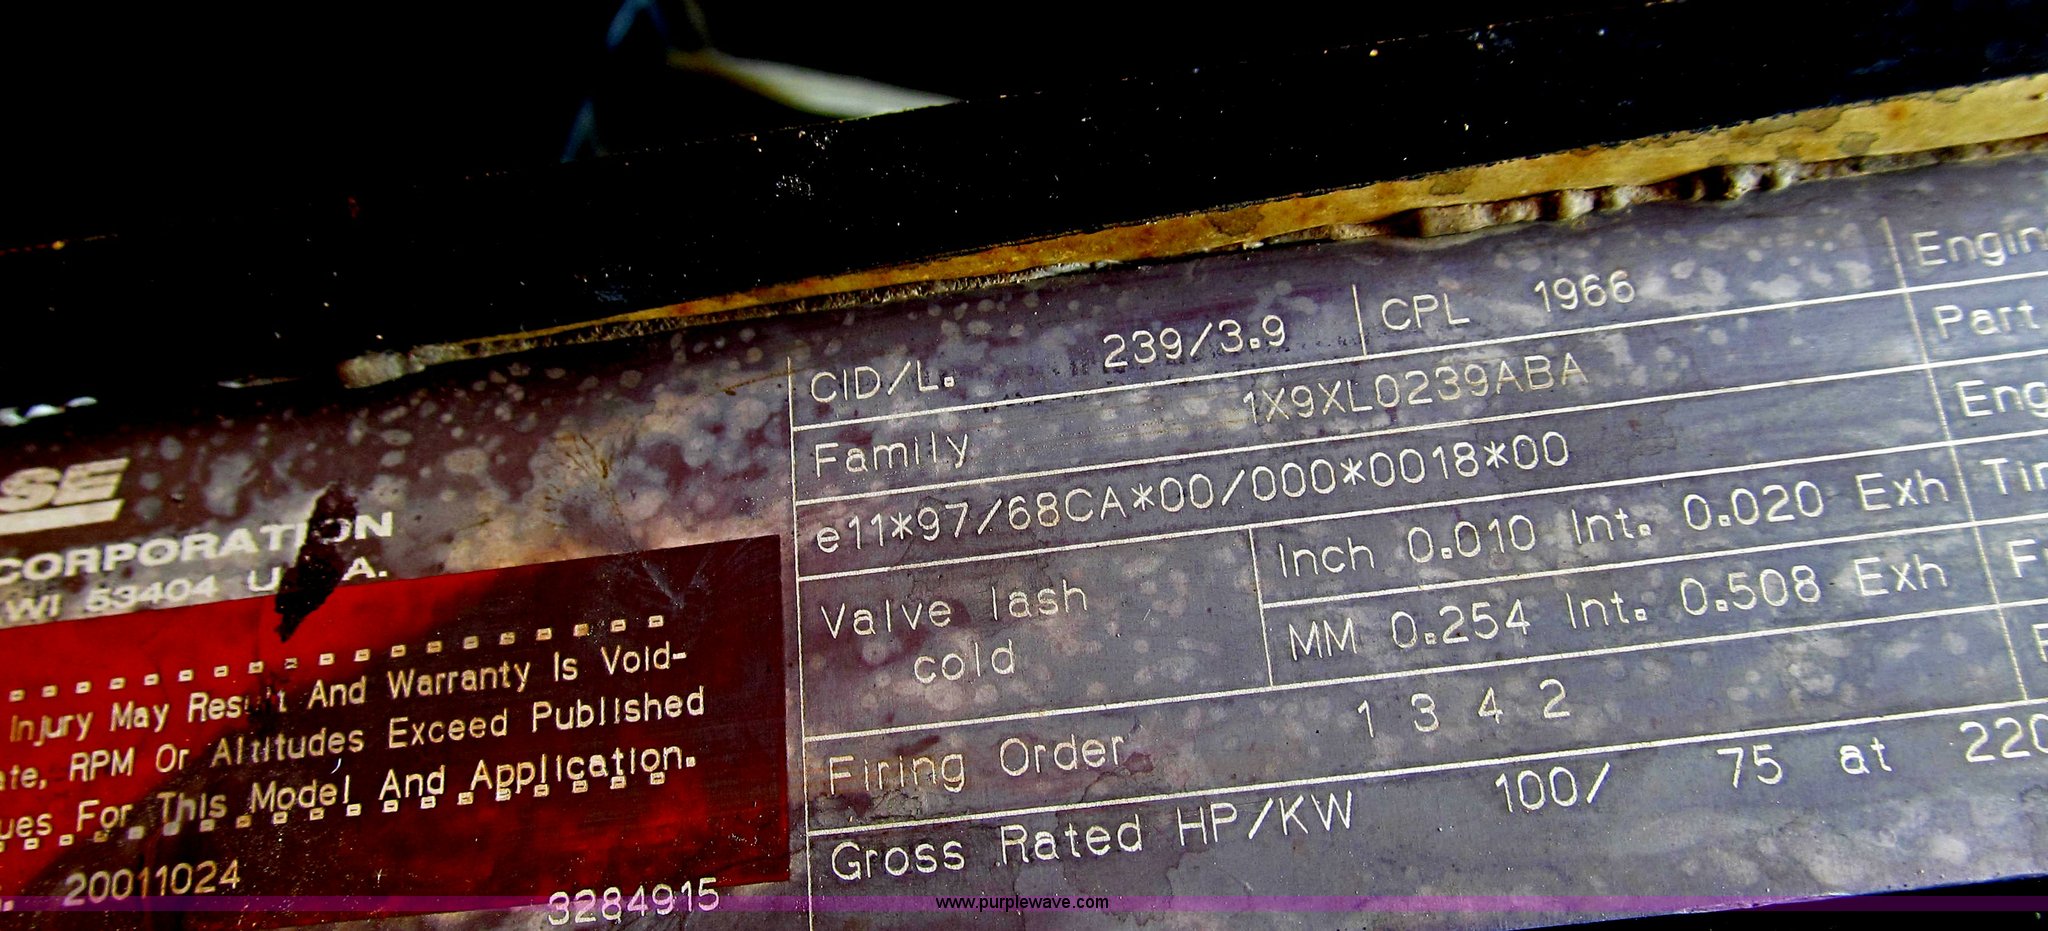 SE
CORPORATION
WI 53404 U A.
Injury May Result And Warranty Is Void-
RPM Or Altitudes Exceed Published
For This Model And Application.
20011024
3284915
CID/L. 239/3.9 CPL 1966
Family 1X9XL0239ABA
e11*97/68CA*00/000*0018*00
Valve lash cold
Inch 0.010 Int. 0.020 Exh
MM 0.254 Int. 0.508 Exh
Firing Order 1 3 4 2
Gross Rated HP/KW 100/ 75 at 220
Part
www.purplewave.com